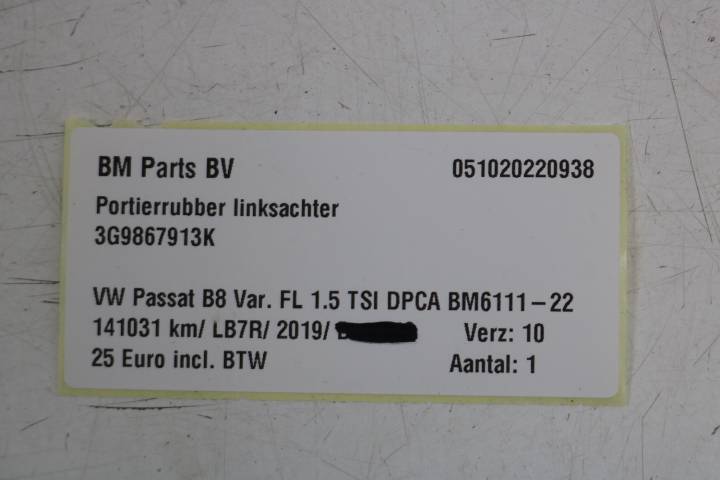 BM Parts BV 051020220938
Portierrubber linksachter
3G9867913K
VW Passat B8 Var. FL 1.5 TSI DPCA BM6111-22
141031 km/ LB7R/ 2019/ Verz: 10
25 Euro incl. BTW Aantal: 1